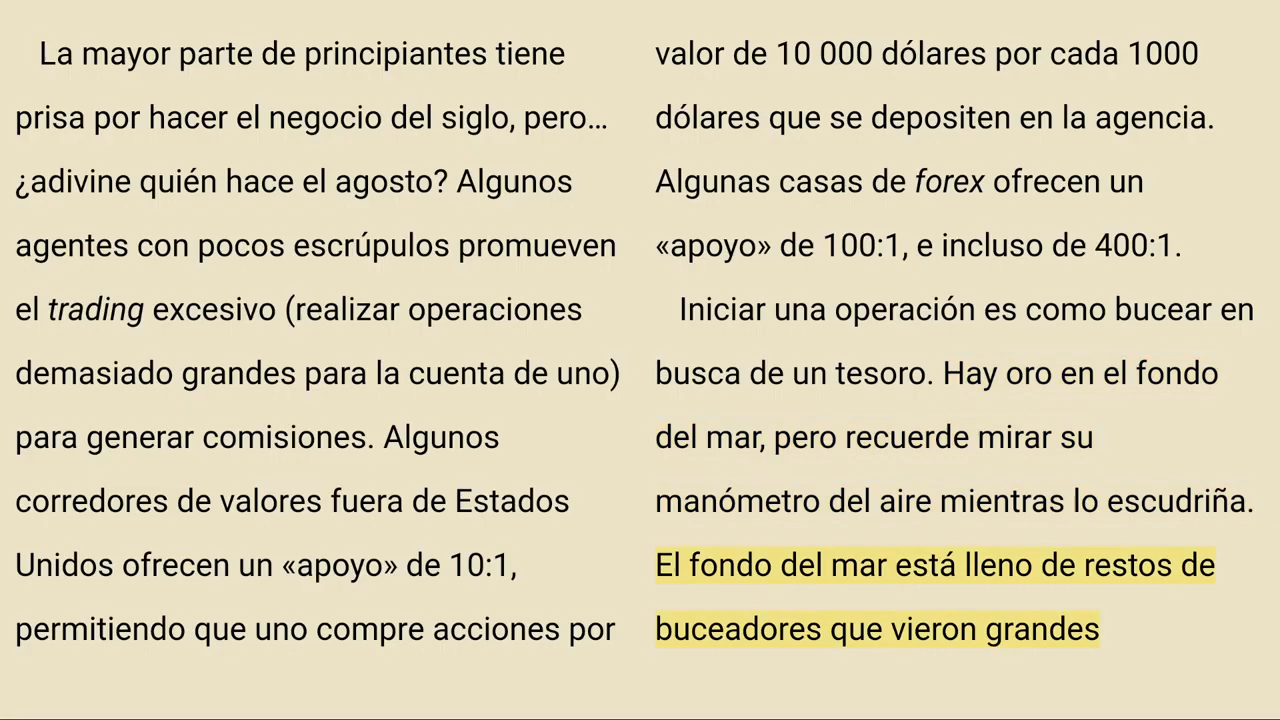 La mayor parte de principiantes tiene
prisa por hacer el negocio del siglo, pero…
¿adivine quién hace el agosto? Algunos
agentes con pocos escrúpulos promueven
el trading excesivo (realizar operaciones
demasiado grandes para la cuenta de uno)
para generar comisiones. Algunos
corredores de valores fuera de Estados
Unidos ofrecen un «apoyo» de 10:1,
permitiendo que uno compre acciones por
valor de 10 000 dólares por cada 1000
dólares que se depositen en la agencia.
Algunas casas de forex ofrecen un
«apoyo» de 100:1, e incluso de 400:1.
Iniciar una operación es como bucear en
busca de un tesoro. Hay oro en el fondo
del mar, pero recuerde mirar su
manómetro del aire mientras lo escudriña.
El fondo del mar está lleno de restos de
buceadores que vieron grandes